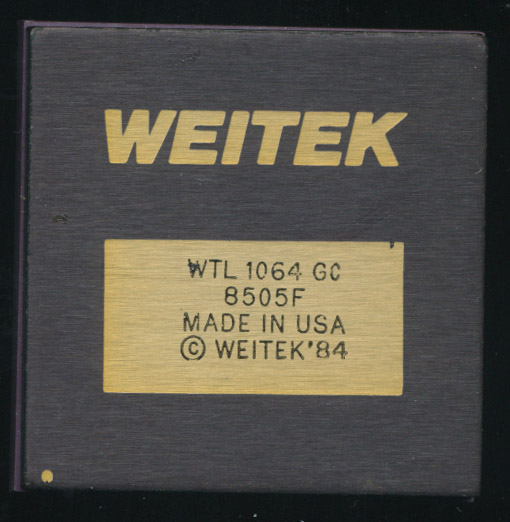 WEITEK
WTL 1064 GC
8505F
MADE IN USA
© WEITEK'84